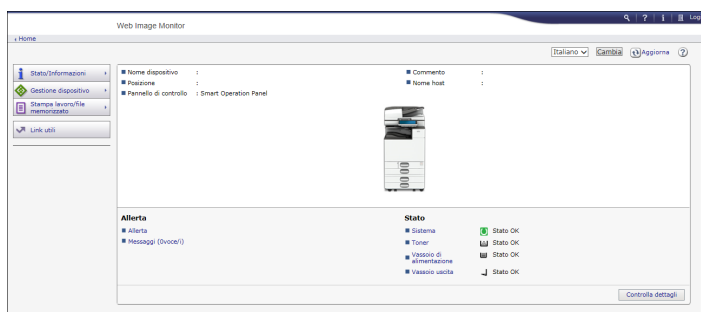 Web Image Monitor
? i Log
Home
Italiano Cambia Aggiorna ?
Stato/Informazioni
Gestione dispositivo
Stampa lavoro/file
memorizzato
Link utili
Nome dispositivo :
Posizione :
Pannello di controllo : Smart Operation Panel
Commento :
Nome host :
Allerta
Allerta
Messaggi (0voce/i)
Stato
Sistema Stato OK
Toner Stato OK
Vassoio di
alimentazione Stato OK
Vassoio uscita Stato OK
Controlla dettagli